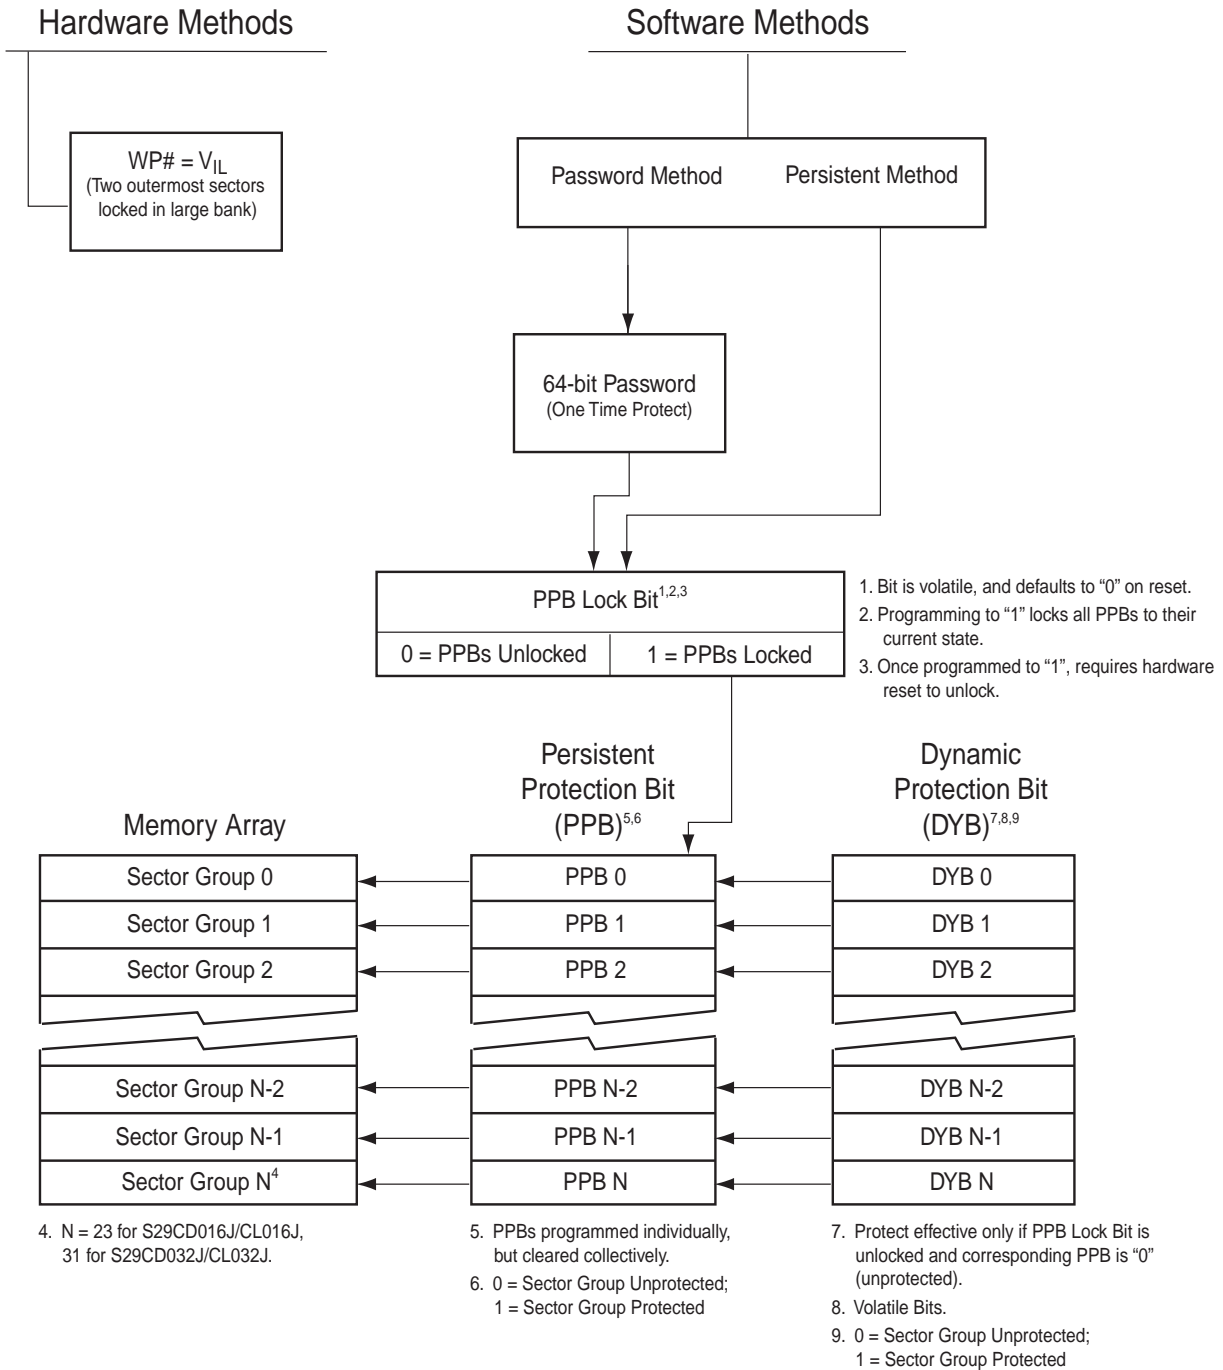 Hardware Methods
Software Methods
WP# = VIL
(Two outermost sectors
locked in large bank)
Password Method
Persistent Method
64-bit Password
(One Time Protect)
PPB Lock Bit1,2,3
0 = PPBs Unlocked
1 = PPBs Locked
1. Bit is volatile, and defaults to “0” on reset.
2. Programming to “1” locks all PPBs to their
current state.
3. Once programmed to “1”, requires hardware
reset to unlock.
Memory Array
Persistent
Protection Bit
(PPB)5,6
Dynamic
Protection Bit
(DYB)7,8,9
Sector Group 0
PPB 0
DYB 0
Sector Group 1
PPB 1
DYB 1
Sector Group 2
PPB 2
DYB 2
Sector Group N-2
PPB N-2
DYB N-2
Sector Group N-1
PPB N-1
DYB N-1
Sector Group N4
PPB N
DYB N
4. N = 23 for S29CD016J/CL016J,
31 for S29CD032J/CL032J.
5. PPBs programmed individually,
but cleared collectively.
6. 0 = Sector Group Unprotected;
1 = Sector Group Protected
7. Protect effective only if PPB Lock Bit is
unlocked and corresponding PPB is “0”
(unprotected).
8. Volatile Bits.
9. 0 = Sector Group Unprotected;
1 = Sector Group Protected